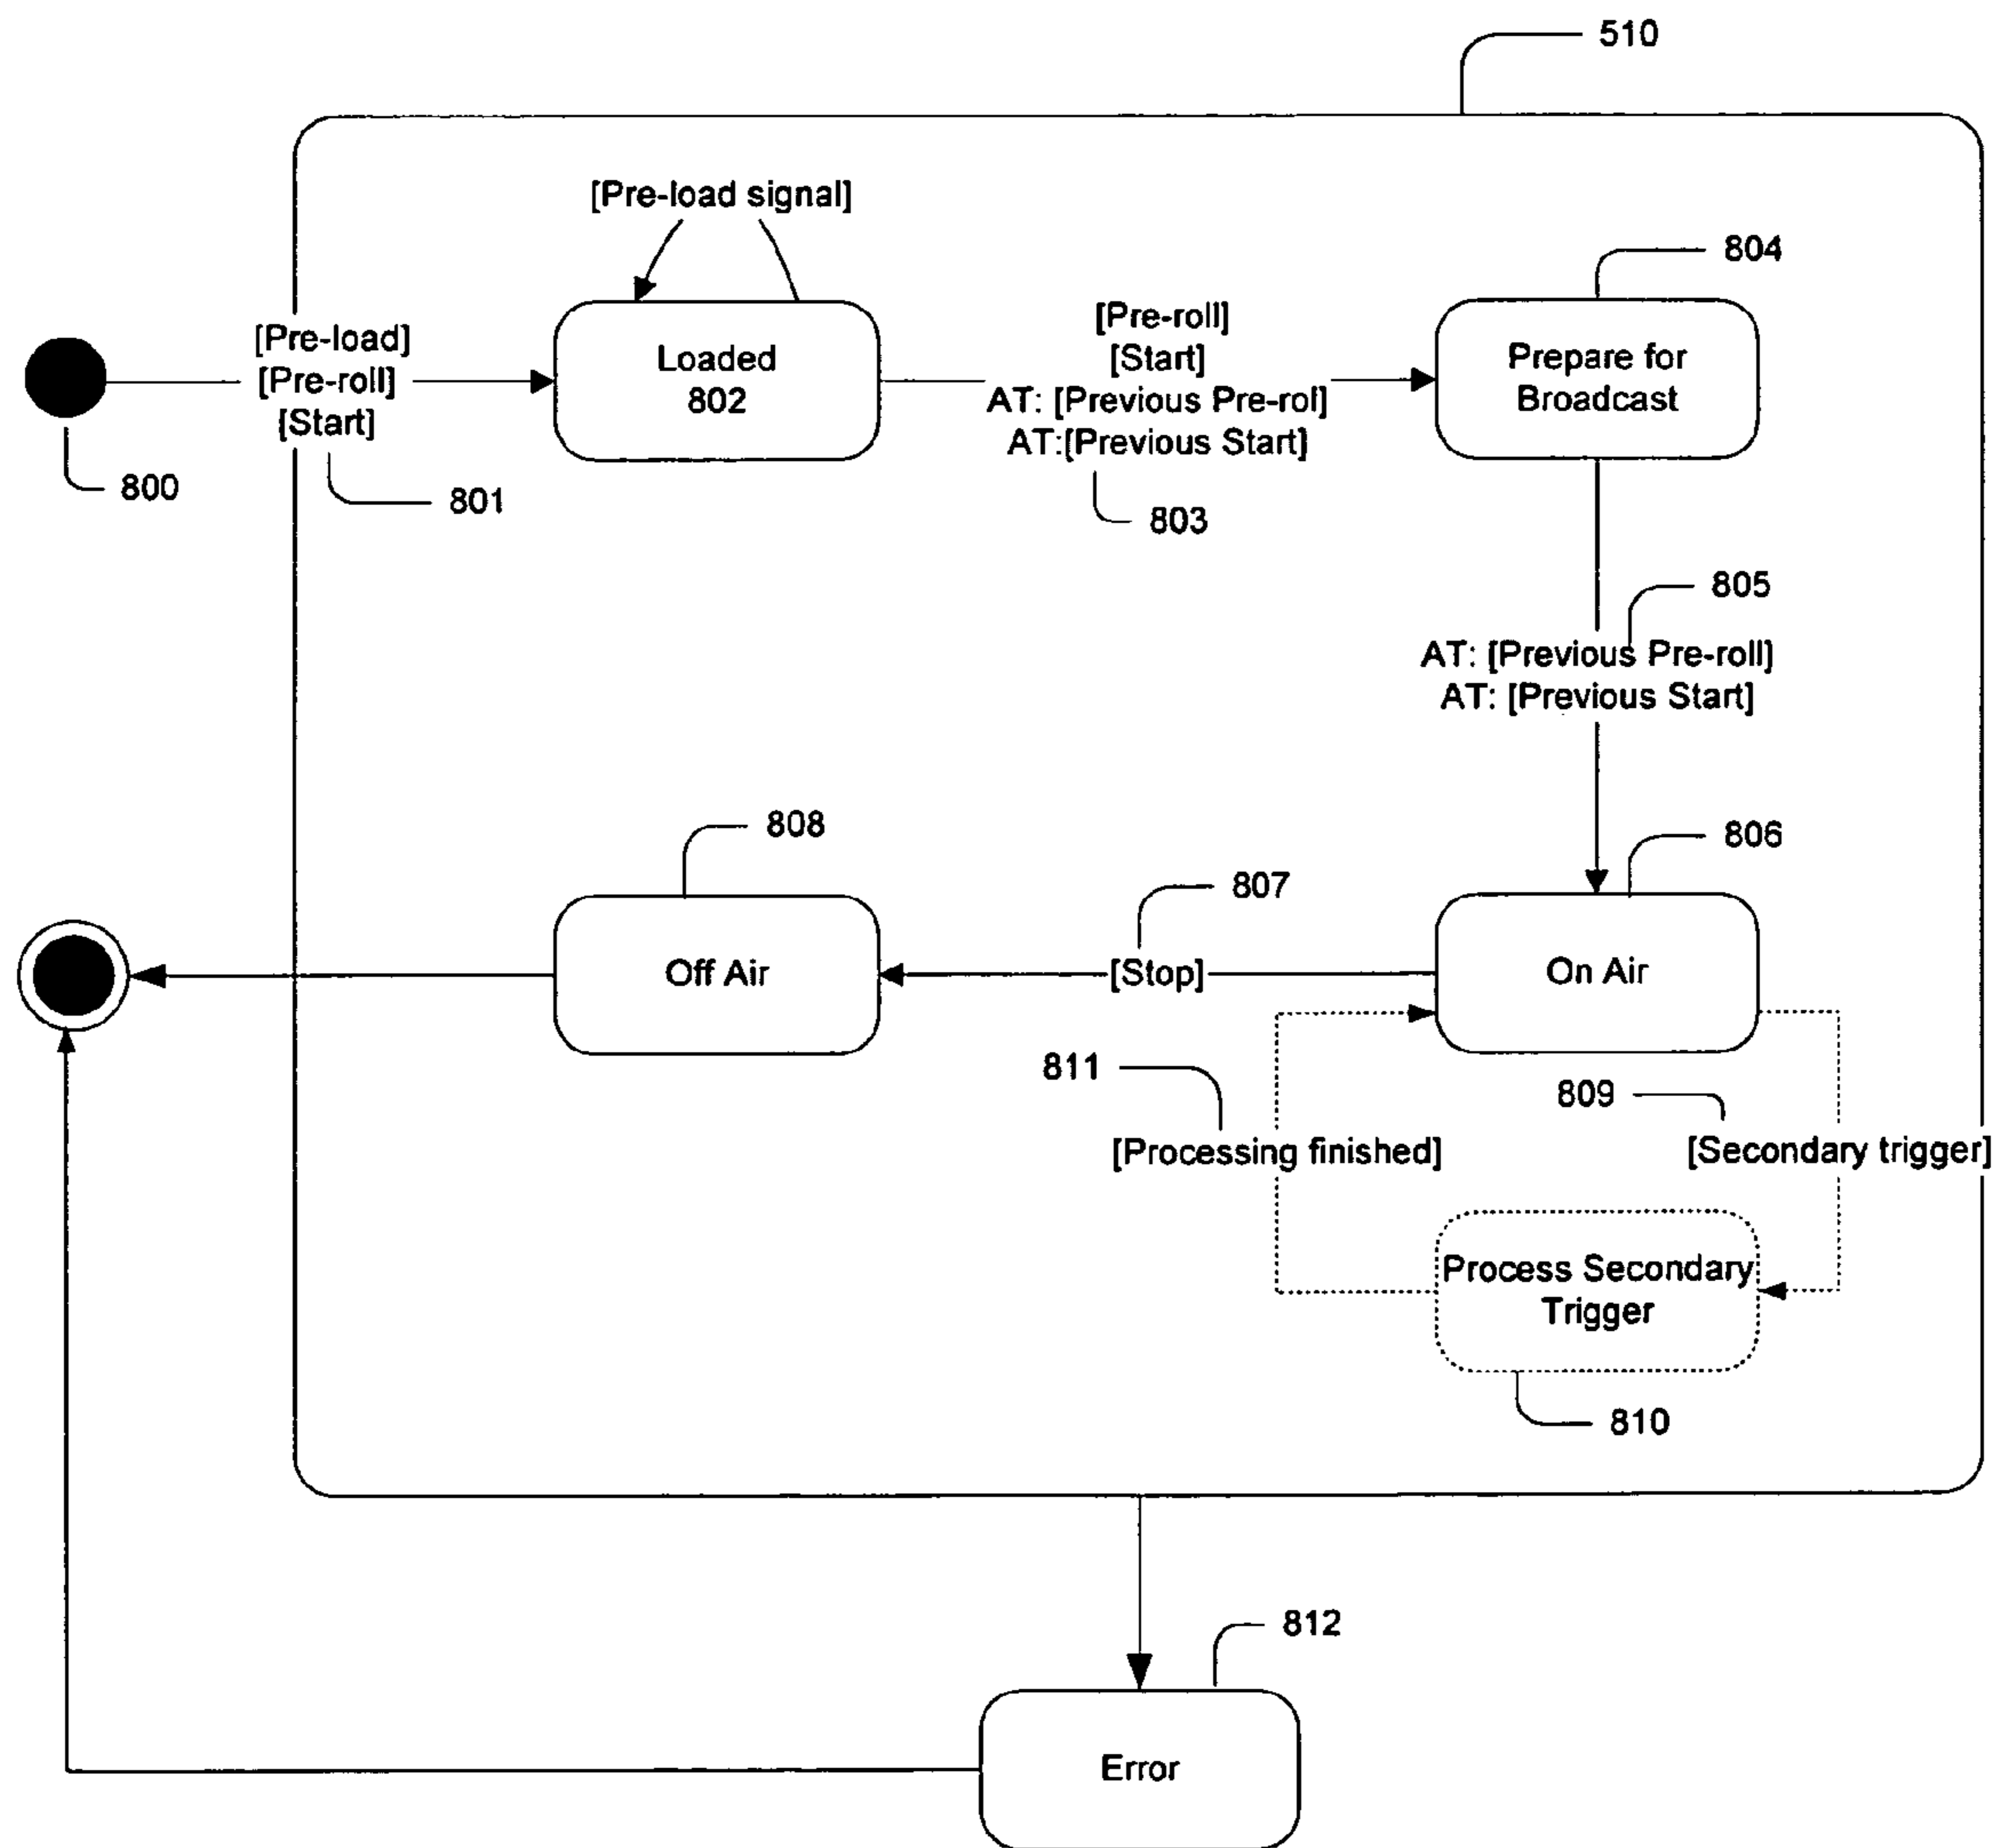 510
[Pre-load signal]
804
[Pre-load]
[Pre-roll]
[Start]
Loaded
802
[Pre-roll]
[Start]
AT: [Previous Pre-rol]
AT:[Previous Start]
Prepare for
Broadcast
800
801
803
805
AT: [Previous Pre-roll]
AT: [Previous Start]
808
806
807
Off Air
[Stop]
On Air
811
809
[Processing finished]
[Secondary trigger]
Process Secondary
Trigger
810
812
Error